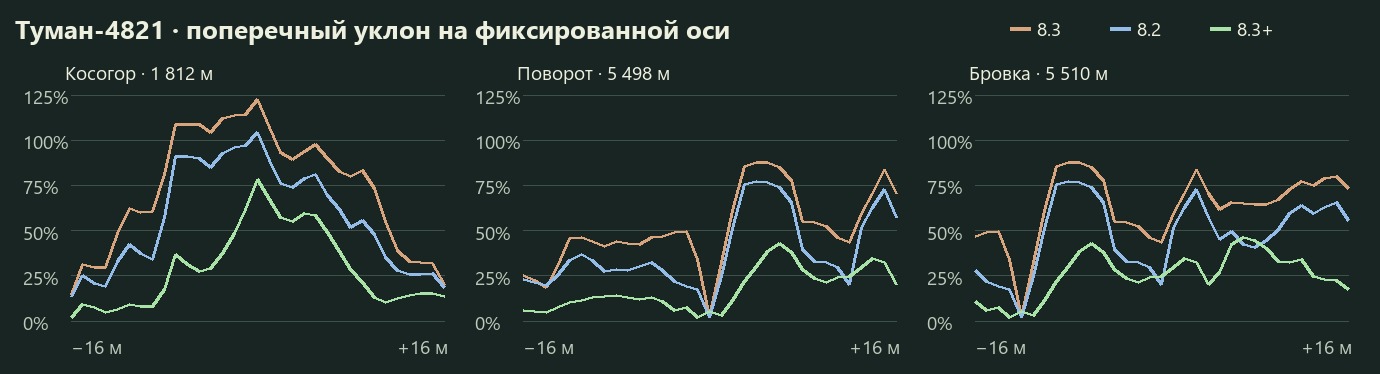 Туман-4821 · поперечный уклон на фиксированной оси
8.3 8.2 8.3+
Косогор · 1 812 м
125%
100%
75%
50%
25%
0%
−16 м +16 м
Поворот · 5 498 м
125%
100%
75%
50%
25%
0%
−16 м +16 м
Бровка · 5 510 м
125%
100%
75%
50%
25%
0%
−16 м +16 м